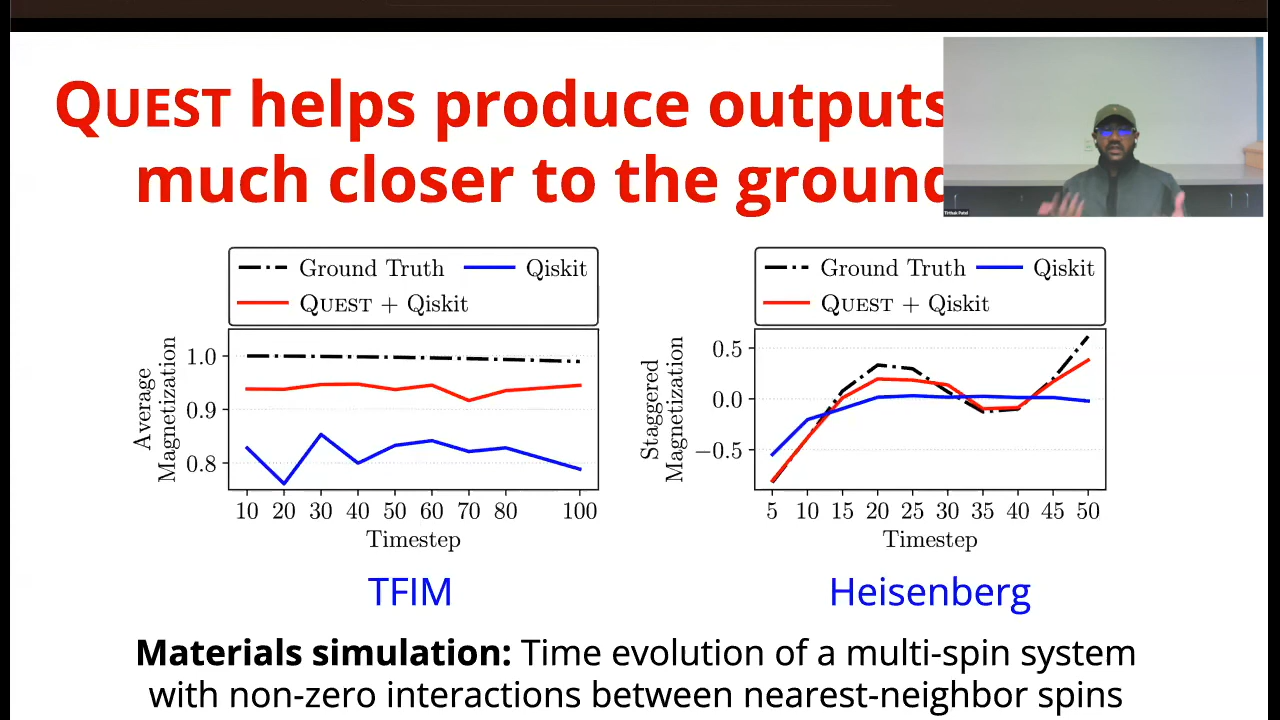 QUEST helps produce outputs
much closer to the ground
Tirthak Patel
Ground Truth Qiskit
QUEST + Qiskit
Average
Magnetization
1.0
0.9
0.8
10 20 30 40 50 60 70 80 100
Timestep
TFIM
Ground Truth Qiskit
QUEST + Qiskit
Staggered
Magnetization
0.5
0.0
−0.5
5 10 15 20 25 30 35 40 45 50
Timestep
Heisenberg
Materials simulation: Time evolution of a multi-spin system
with non-zero interactions between nearest-neighbor spins